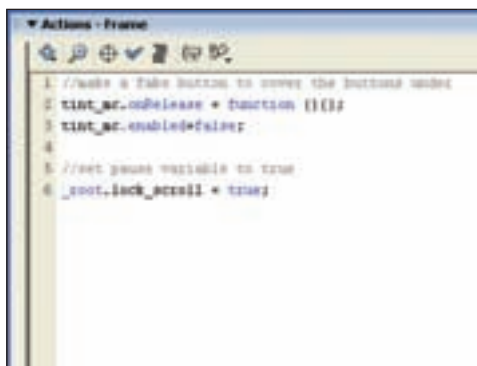 Actions - Frame
1 //make a fake button to cover the buttons under
2 tint_mc.onRelease = function (){};
3 tint_mc.enabled=false;
4
5 //set pause variable to true
6 _root.lock_scroll = true;